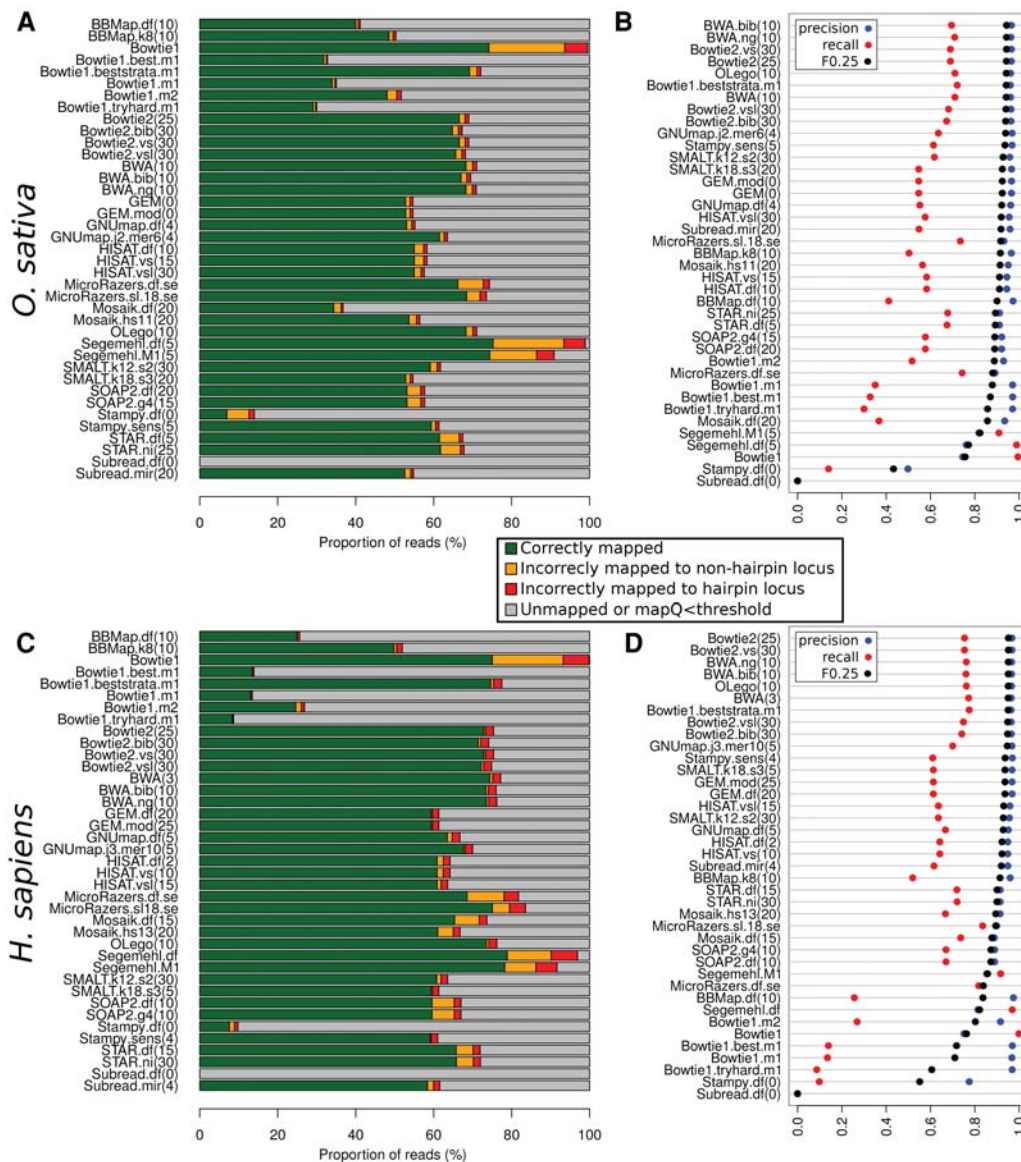 A
O. sativa
BBMap.df(10)
BBMap.k8(10)
Bowtie1
Bowtie1.best.m1
Bowtie1.beststrata.m1
Bowtie1.m1
Bowtie1.m2
Bowtie1.tryhard.m1
Bowtie2(25)
Bowtie2.bib(30)
Bowtie2.vs(30)
Bowtie2.vsl(30)
BWA(10)
BWA.bib(10)
BWA.ng(10)
GEM(0)
GEM.mod(0)
GNUmap.df(4)
GNUmap.j2.mer6(4)
HISAT.df(10)
HISAT.vs(15)
HISAT.vsl(30)
MicroRazers.df.se
MicroRazers.sl.18.se
Mosaik.df(20)
Mosaik.hs11(20)
OLego(10)
Segemehl.df(5)
Segemehl.M1(5)
SMALT.k12.s2(30)
SMALT.k18.s3(20)
SOAP2.df(20)
SOAP2.g4(15)
Stampy.df(0)
Stampy.sens(5)
STAR.df(5)
STAR.ni(25)
Subread.df(0)
Subread.mir(20)
0 20 40 60 80 100
Proportion of reads (%)
B
precision
recall
F0.25
BWA.bib(10)
BWA.ng(10)
Bowtie2.vs(30)
Bowtie2(25)
OLego(10)
Bowtie1.beststrata.m1
BWA(10)
Bowtie2.vsl(30)
Bowtie2.bib(30)
GNUmap.j2.mer6(4)
Stampy.sens(5)
SMALT.k12.s2(30)
SMALT.k18.s3(20)
GEM.mod(0)
GEM(0)
GNUmap.df(4)
HISAT.vsl(30)
Subread.mir(20)
MicroRazers.sl.18.se
BBMap.k8(10)
Mosaik.hs11(20)
HISAT.vs(15)
HISAT.df(10)
BBMap.df(10)
STAR.ni(25)
STAR.df(5)
SOAP2.g4(15)
SOAP2.df(20)
Bowtie1.m2
MicroRazers.df.se
Bowtie1.m1
Bowtie1.best.m1
Bowtie1.tryhard.m1
Mosaik.df(20)
Segemehl.M1(5)
Segemehl.df(5)
Bowtie1
Stampy.df(0)
Subread.df(0)
0.0 0.2 0.4 0.6 0.8 1.0
Correctly mapped
Incorrecly mapped to non-hairpin locus
Incorrectly mapped to hairpin locus
Unmapped or mapQ<threshold
C
H. sapiens
BBMap.df(10)
BBMap.k8(10)
Bowtie1
Bowtie1.best.m1
Bowtie1.beststrata.m1
Bowtie1.m1
Bowtie1.m2
Bowtie1.tryhard.m1
Bowtie2(25)
Bowtie2.bib(30)
Bowtie2.vs(30)
Bowtie2.vsl(30)
BWA(3)
BWA.bib(10)
BWA.ng(10)
GEM.df(20)
GEM.mod(25)
GNUmap.df(5)
GNUmap.j3.mer10(5)
HISAT.df(2)
HISAT.vs(10)
HISAT.vsl(15)
MicroRazers.df.se
MicroRazers.sl18.se
Mosaik.df(15)
Mosaik.hs13(20)
OLego(10)
Segemehl.df
Segemehl.M1
SMALT.k12.s2(30)
SMALT.k18.s3(5)
SOAP2.df(10)
SOAP2.g4(10)
Stampy.df(0)
Stampy.sens(4)
STAR.df(15)
STAR.ni(30)
Subread.df(0)
Subread.mir(4)
0 20 40 60 80 100
Proportion of reads (%)
D
precision
recall
F0.25
Bowtie2(25)
Bowtie2.vs(30)
BWA.ng(10)
BWA.bib(10)
OLego(10)
BWA(3)
Bowtie1.beststrata.m1
Bowtie2.vsl(30)
Bowtie2.bib(30)
GNUmap.j3.mer10(5)
Stampy.sens(4)
SMALT.k18.s3(5)
GEM.mod(25)
GEM.df(20)
HISAT.vsl(15)
SMALT.k12.s2(30)
GNUmap.df(5)
HISAT.df(2)
HISAT.vs(10)
Subread.mir(4)
BBMap.k8(10)
STAR.df(15)
STAR.ni(30)
Mosaik.hs13(20)
MicroRazers.sl.18.se
Mosaik.df(15)
SOAP2.g4(10)
SOAP2.df(10)
Segemehl.M1
MicroRazers.df.se
BBMap.df(10)
Segemehl.df
Bowtie1.m2
Bowtie1
Bowtie1.best.m1
Bowtie1.m1
Bowtie1.tryhard.m1
Stampy.df(0)
Subread.df(0)
0.0 0.2 0.4 0.6 0.8 1.0